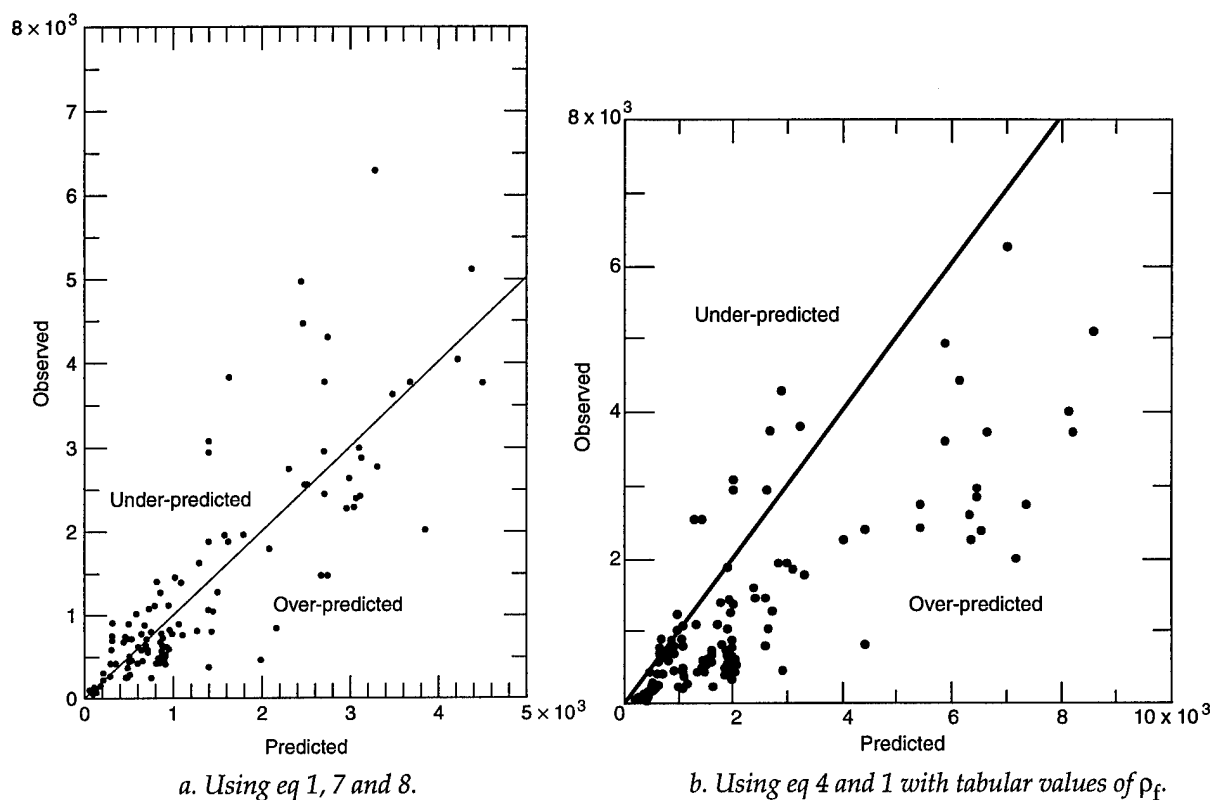 8 × 10³
7
6
5
4
3
2
1
0
Observed
Under-predicted
Over-predicted
0
1
2
3
4
5 × 10³
Predicted
a. Using eq 1, 7 and 8.
8 × 10³
6
4
2
0
Observed
Under-predicted
Over-predicted
0
2
4
6
8
10 × 10³
Predicted
b. Using eq 4 and 1 with tabular values of ρf.